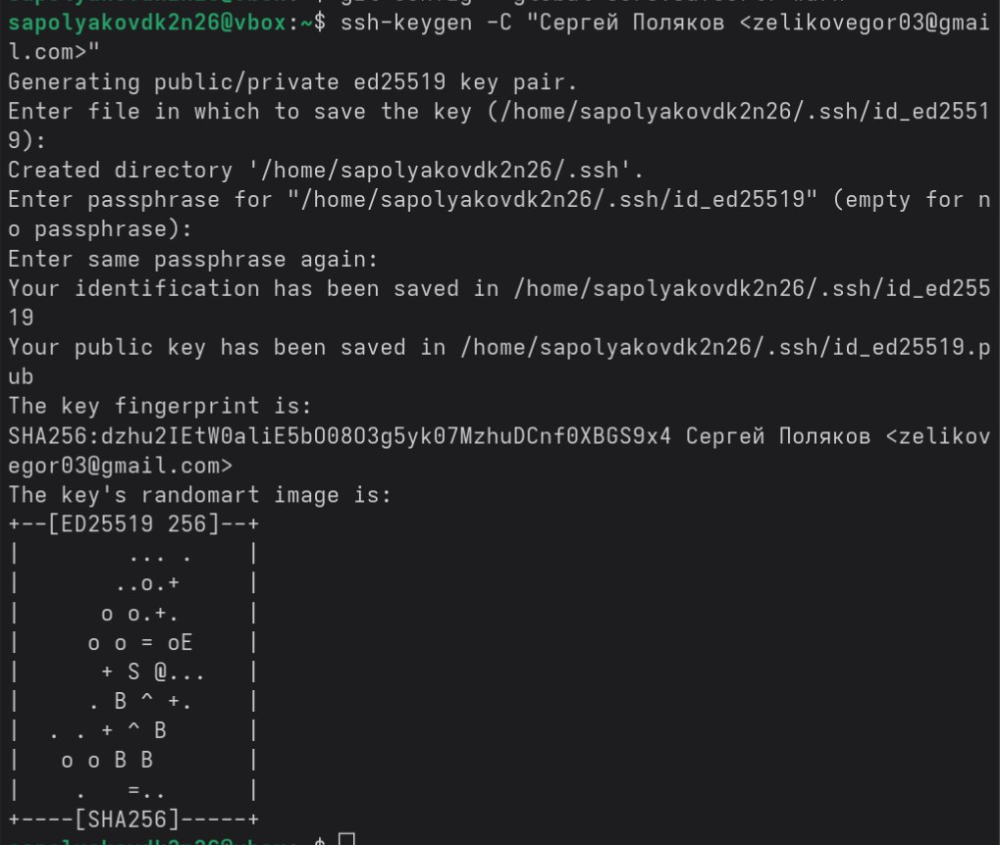 sapolyakovdk2n26@vbox:~$ ssh-keygen -C "Сергей Поляков <zelikovegor03@gmai
l.com>"
Generating public/private ed25519 key pair.
Enter file in which to save the key (/home/sapolyakovdk2n26/.ssh/id_ed2551
9):
Created directory '/home/sapolyakovdk2n26/.ssh'.
Enter passphrase for "/home/sapolyakovdk2n26/.ssh/id_ed25519" (empty for n
o passphrase):
Enter same passphrase again:
Your identification has been saved in /home/sapolyakovdk2n26/.ssh/id_ed255
19
Your public key has been saved in /home/sapolyakovdk2n26/.ssh/id_ed25519.p
ub
The key fingerprint is:
SHA256:dzhu2IEtW0aliE5bO08O3g5yk07MzhuDCnf0XBGS9x4 Сергей Поляков <zelikov
egor03@gmail.com>
The key's randomart image is:
+--[ED25519 256]--+
|        ... .    |
|       ..o.+     |
|      o o.+.     |
|     o o = oE    |
|      + S @...   |
|     . B ^ +.    |
|  . . + ^ B      |
|   o o B B       |
|    .   =..      |
+----[SHA256]-----+